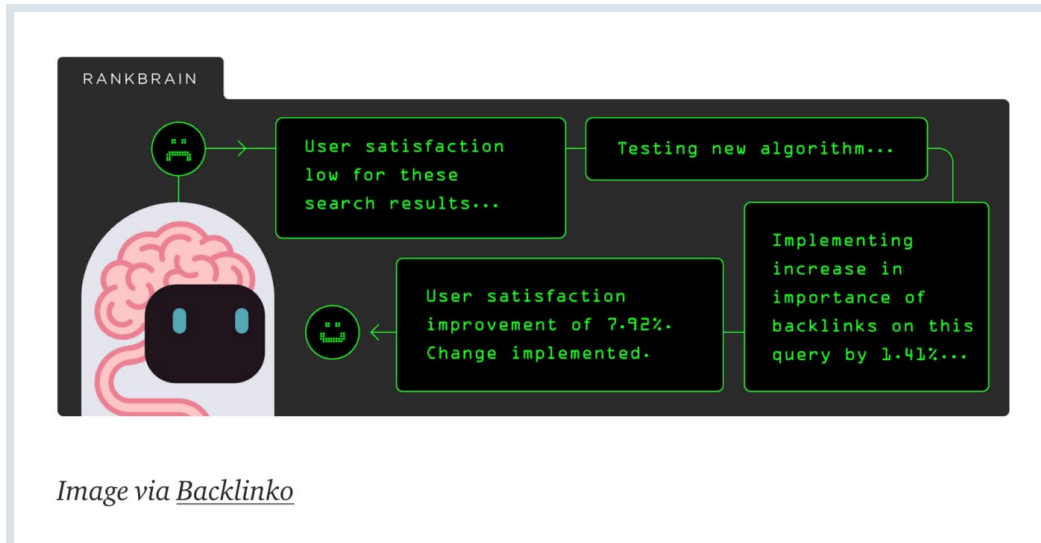 RANKBRAIN
User satisfaction
low for these
search results...
Testing new algorithm...
Implementing
increase in
importance of
backlinks on this
query by 1.41%...
User satisfaction
improvement of 7.92%.
Change implemented.
Image via Backlinko